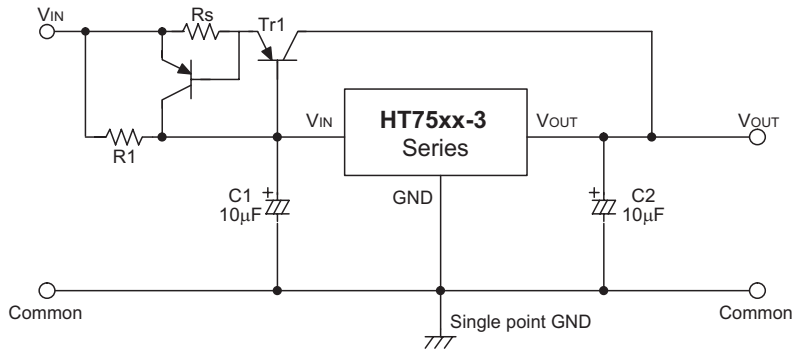 VIN
Rs
Tr1
R1
VIN
HT75xx-3
Series
VOUT
VOUT
GND
C1
10μF
C2
10μF
Common
Single point GND
Common